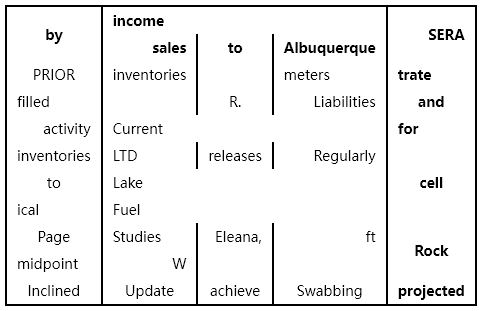 by income SERA
sales to Albuquerque
PRIOR inventories meters trate
filled R. Liabilities and
activity Current for
inventories LTD releases Regularly
to Lake cell
ical Fuel
Page Studies Eleana, ft
Rock
midpoint W
Inclined Update achieve Swabbing projected